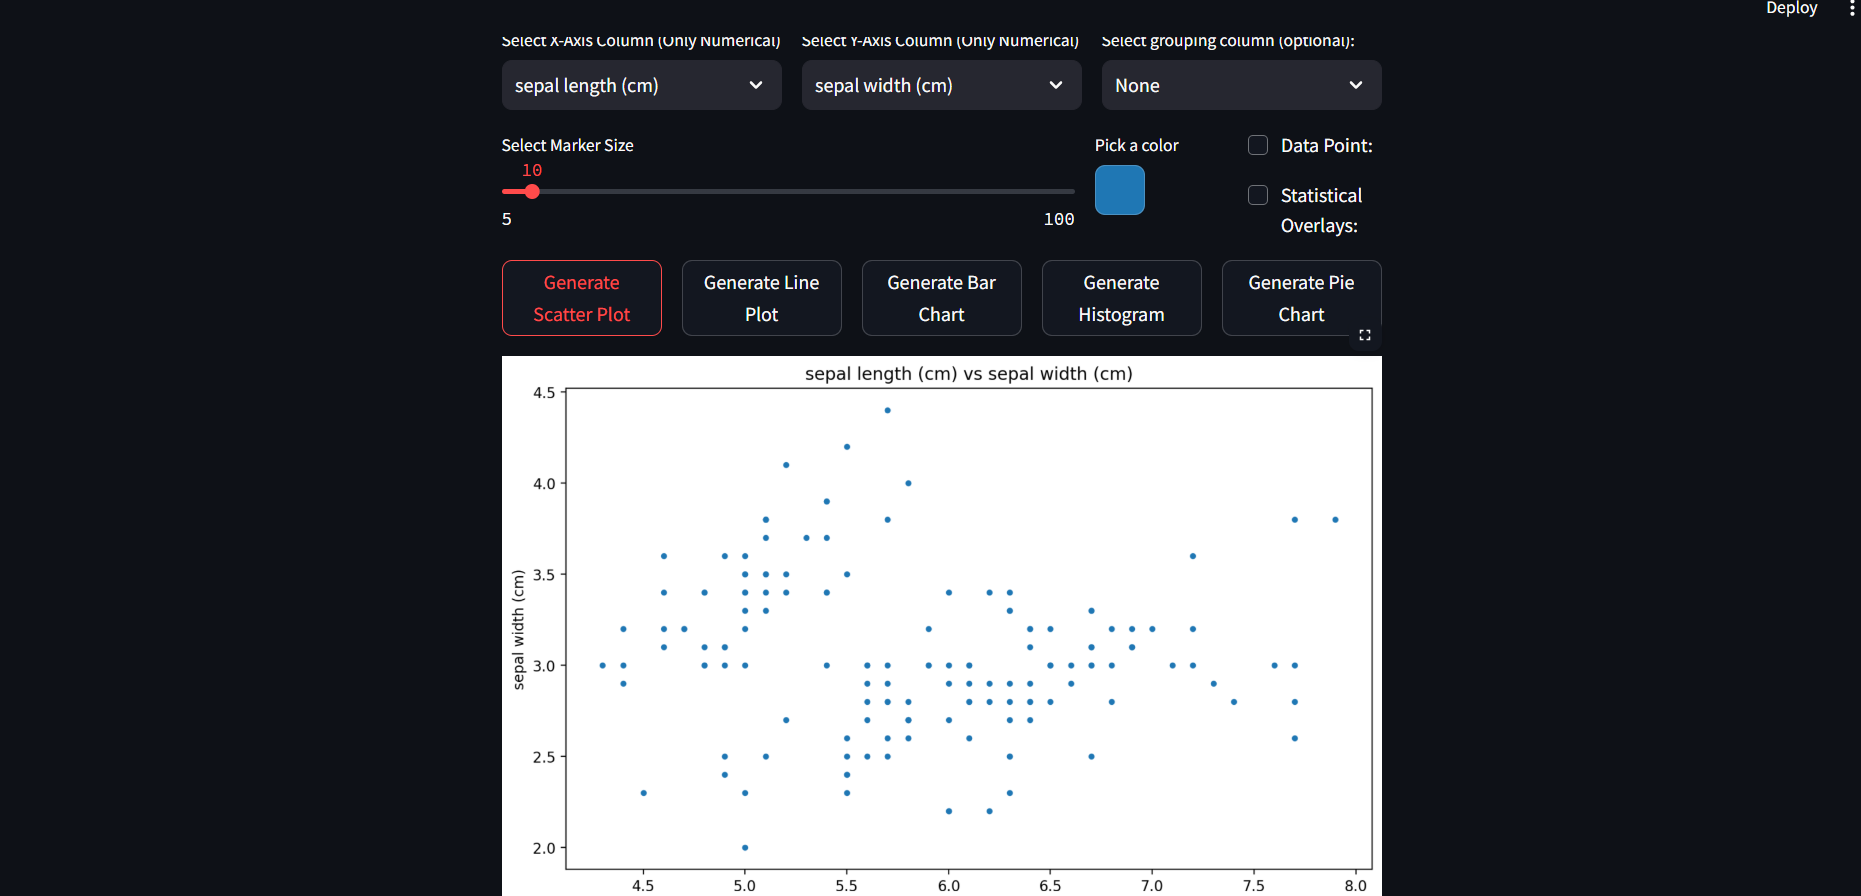 Deploy
Select X-Axis Column (Only Numerical)
Select Y-Axis Column (Only Numerical)
Select grouping column (optional):
sepal length (cm)
sepal width (cm)
None
Select Marker Size
Pick a color
Data Point:
10
Statistical
Overlays:
5
100
Generate
Scatter Plot
Generate Line
Plot
Generate Bar
Chart
Generate
Histogram
Generate Pie
Chart
sepal length (cm) vs sepal width (cm)
4.5
4.0
3.5
3.0
2.5
2.0
sepal width (cm)
4.5
5.0
5.5
6.0
6.5
7.0
7.5
8.0